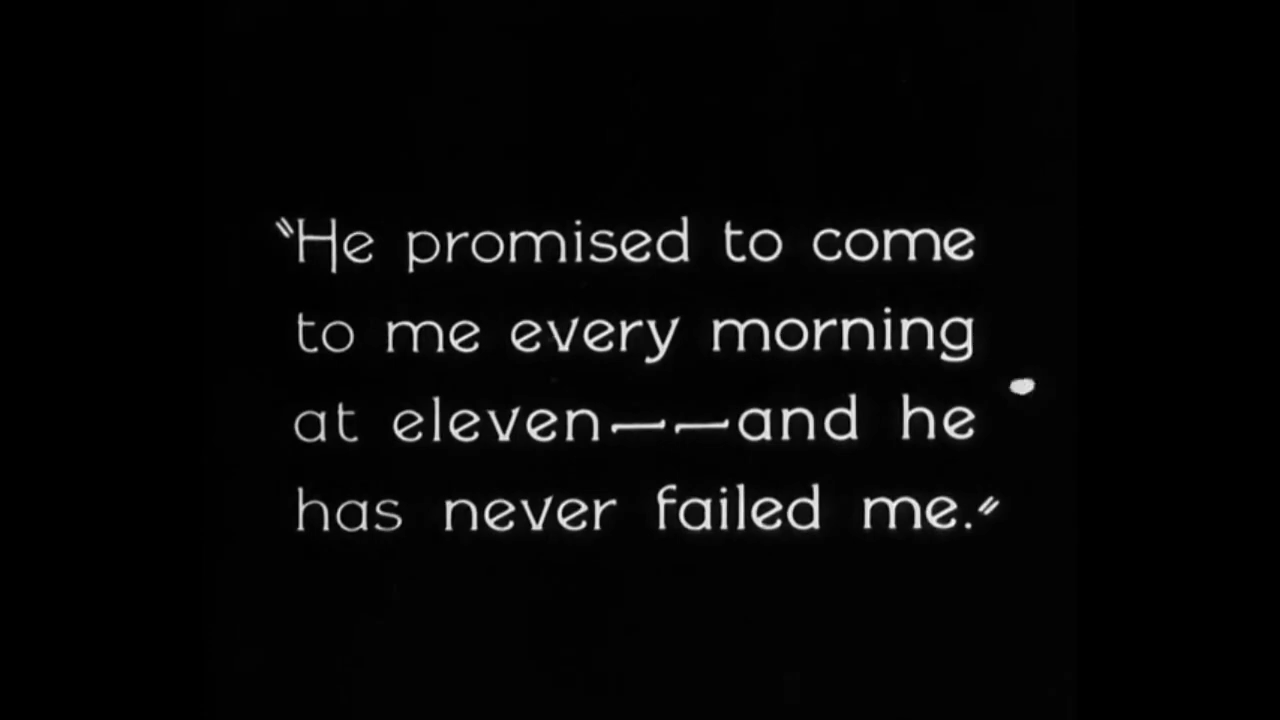 "He promised to come
to me every morning
at eleven——and he
has never failed me."